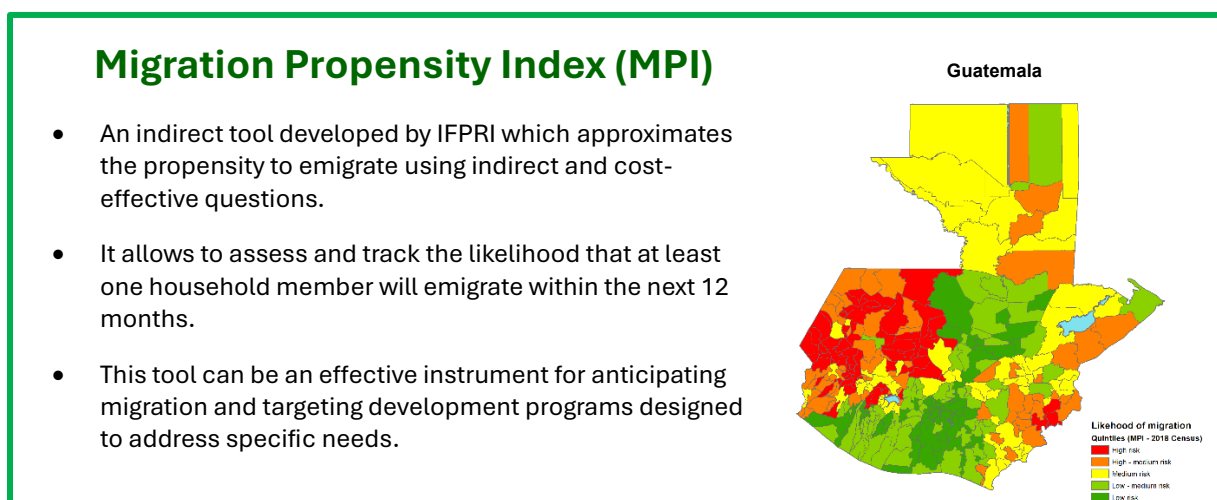 Migration Propensity Index (MPI)
• An indirect tool developed by IFPRI which approximates
the propensity to emigrate using indirect and cost-
effective questions.
• It allows to assess and track the likelihood that at least
one household member will emigrate within the next 12
months.
• This tool can be an effective instrument for anticipating
migration and targeting development programs designed
to address specific needs.
Guatemala
Likehood of migration
Quintiles (MPI - 2018 Census)
High risk
High - medium risk
Medium risk
Low - medium risk
Low risk